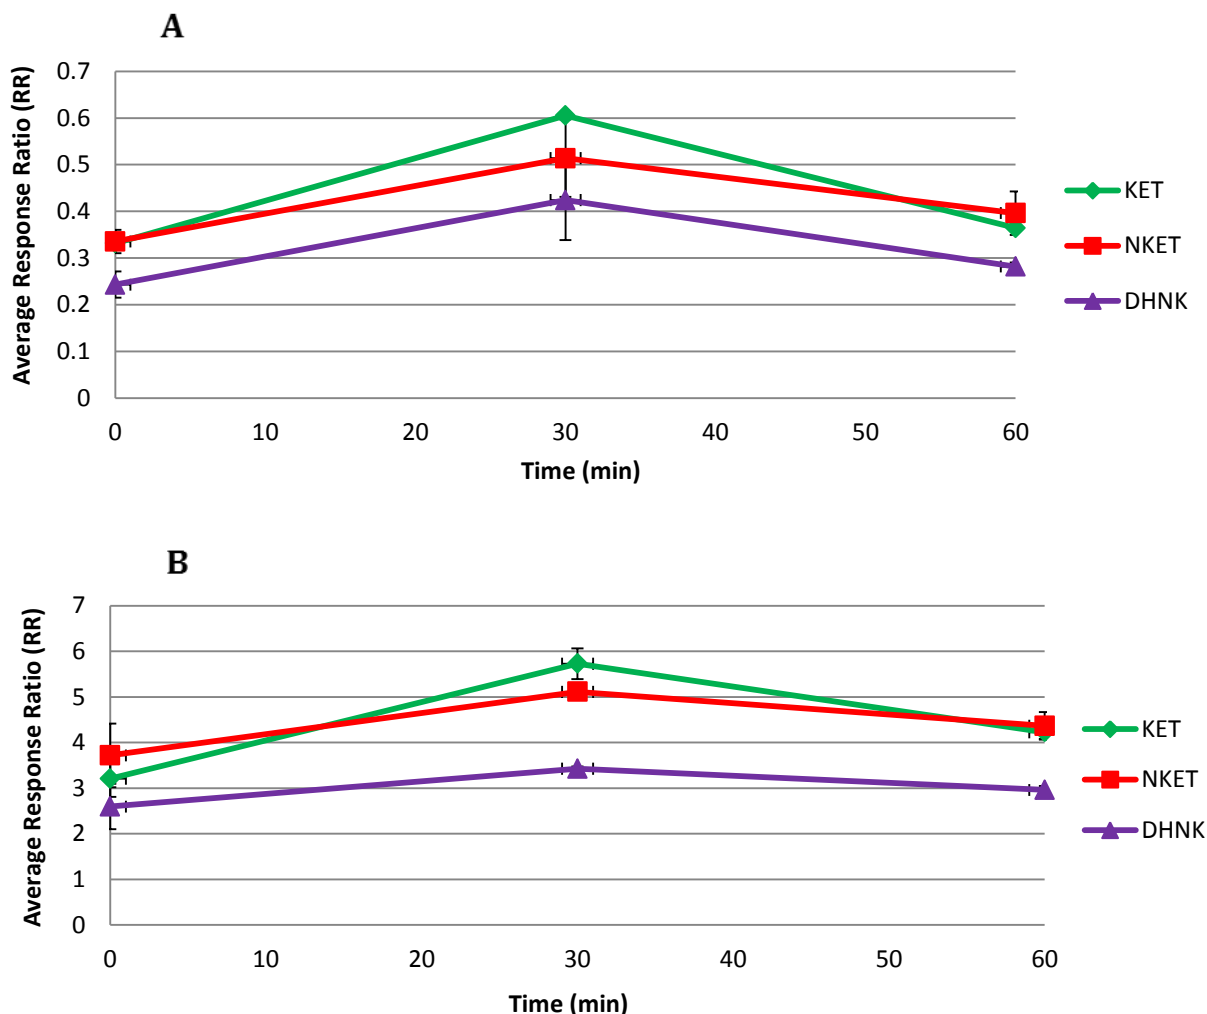 A
Average Response Ratio (RR)
0.7
0.6
0.5
0.4
0.3
0.2
0.1
0
0 10 20 30 40 50 60
Time (min)
KET
NKET
DHNK
B
Average Response Ratio (RR)
7
6
5
4
3
2
1
0
0 10 20 30 40 50 60
Time (min)
KET
NKET
DHNK